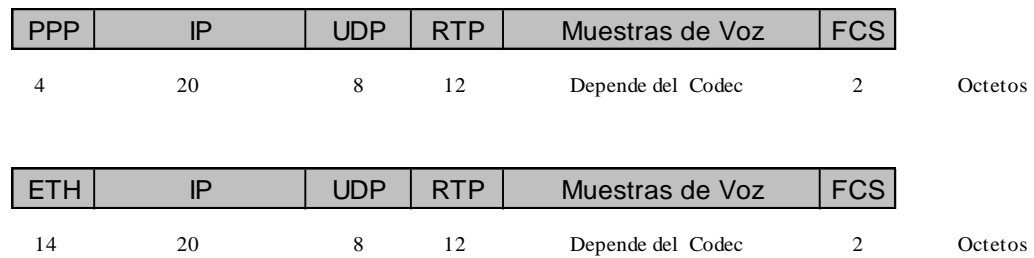 PPP IP UDP RTP Muestras de Voz FCS
4 20 8 12 Depende del Codec 2 Octetos
ETH IP UDP RTP Muestras de Voz FCS
14 20 8 12 Depende del Codec 2 Octetos